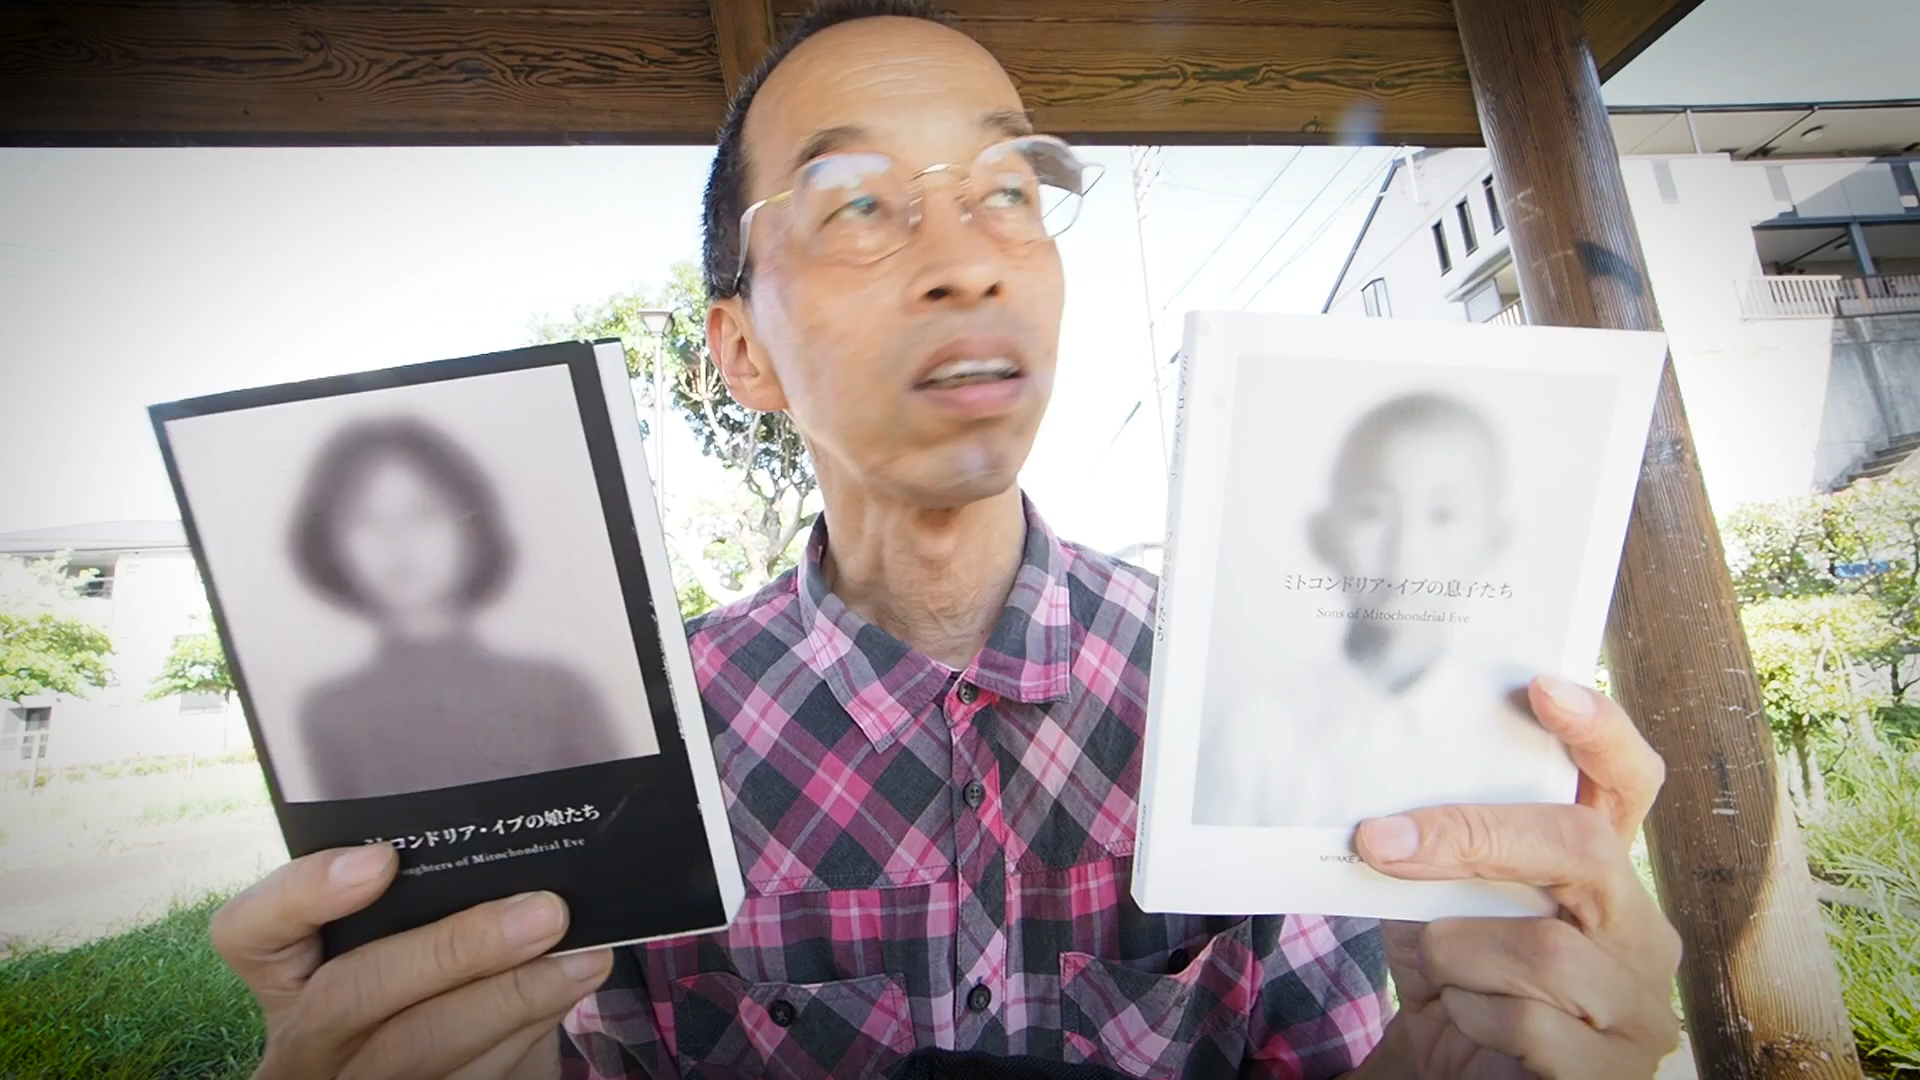 コンドリア・イブの娘たち
ughters of Mitochondrial Eve
ミトコンドリア・イブの息子たち
Sons of Mitochondrial Eve
MIYAKE A